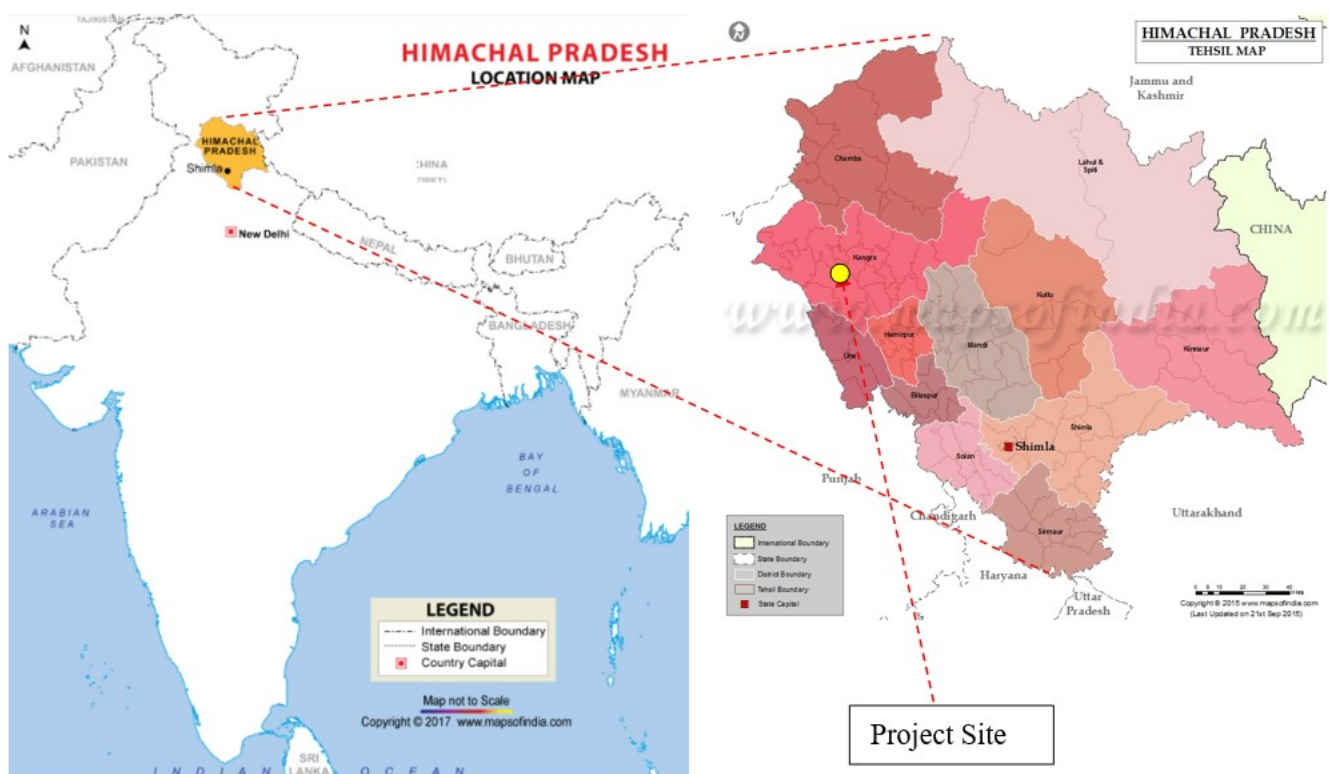 N
TAJIKISTAN
AFGHANISTAN
HIMACHAL PRADESH
LOCATION MAP
PAKISTAN
HIMACHAL
PRADESH
Shimla
CHINA
New Delhi
NEPAL
BHUTAN
BANGLADESH
MYANMAR
ARABIAN
SEA
BAY
OF
BENGAL
LEGEND
International Boundary
State Boundary
Country Capital
Map not to Scale
Copyright © 2017 www.mapsofindia.com
SRI
LANKA
INDIAN OCEAN
N
HIMACHAL PRADESH
TEHSIL MAP
Jammu and
Kashmir
Chamba
Lahul &
Spiti
CHINA
Kangra
Kullu
www.mapsofindia.com
Hamirpur
Mandi
Kinnaur
Una
Bilaspur
Shimla
Shimla
Solan
Punjab
Chandigarh
Uttarakhand
Sirmaur
Haryana
Uttar
Pradesh
LEGEND
International Boundary
State Boundary
District Boundary
Tehsil Boundary
State Capital
Copyright © 2015 www.mapsofindia.com
(Last Updated on 21st Sep 2015)
Project Site